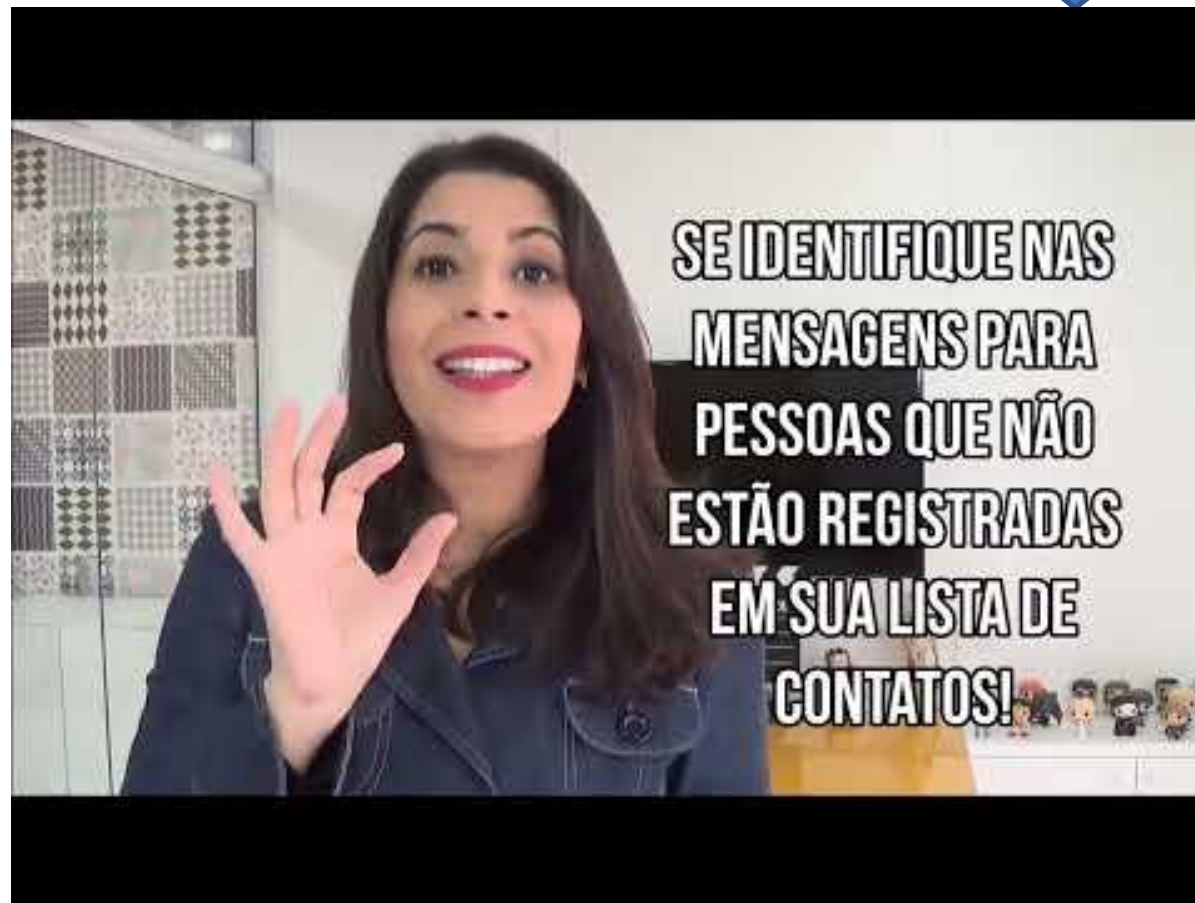 SE IDENTIFIQUE NAS
MENSAGENS PARA
PESSOAS QUE NÃO
ESTÃO REGISTRADAS
EM SUA LISTA DE
CONTATOS!